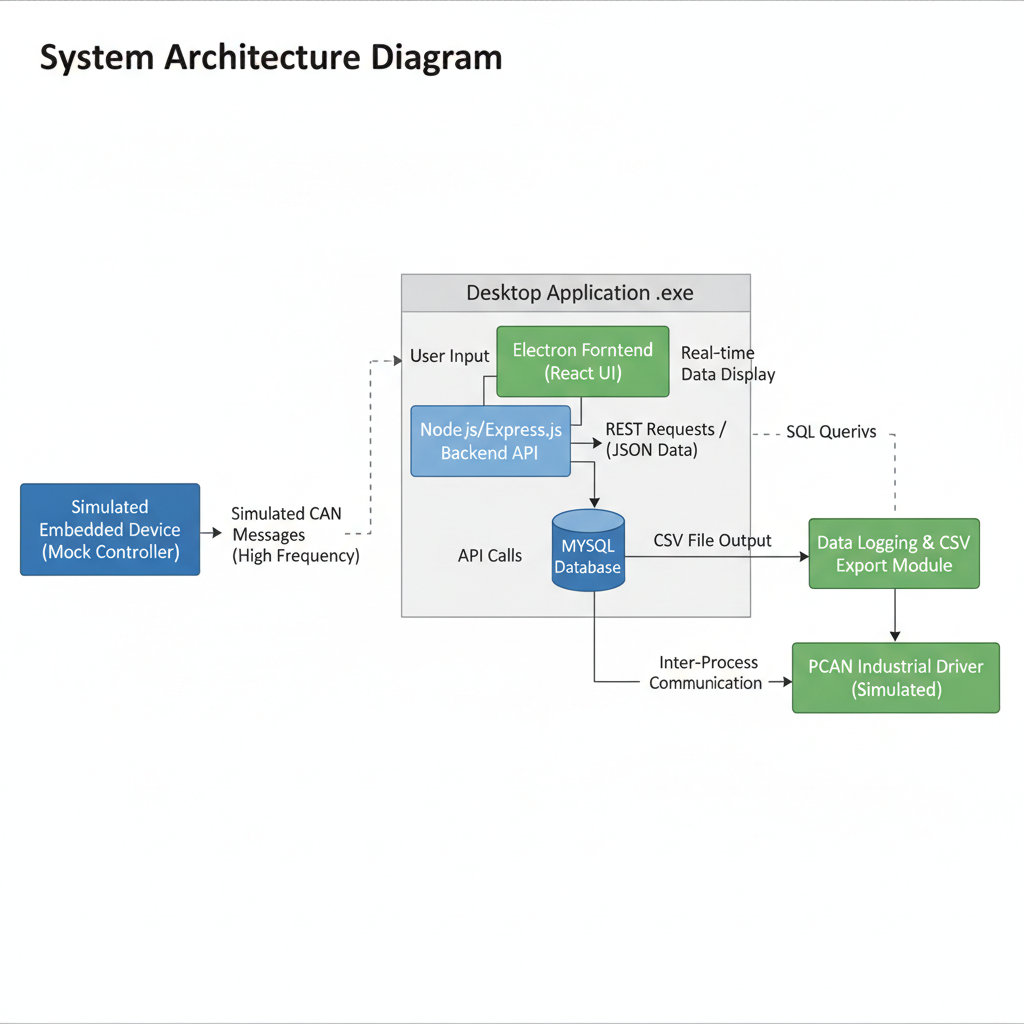 System Architecture Diagram
Desktop Application .exe
User Input
Electron Forntend
(React UI)
Real-time
Data Display
Node js/Express.js
Backend API
REST Requests /
(JSON Data)
SQL Querivs
Simulated
Embedded Device
(Mock Controller)
Simulated CAN
Messages
(High Frequency)
API Calls
MYSQL
Database
CSV File Output
Data Logging & CSV
Export Module
Inter-Process
Communication
PCAN Industrial Driver
(Simulated)